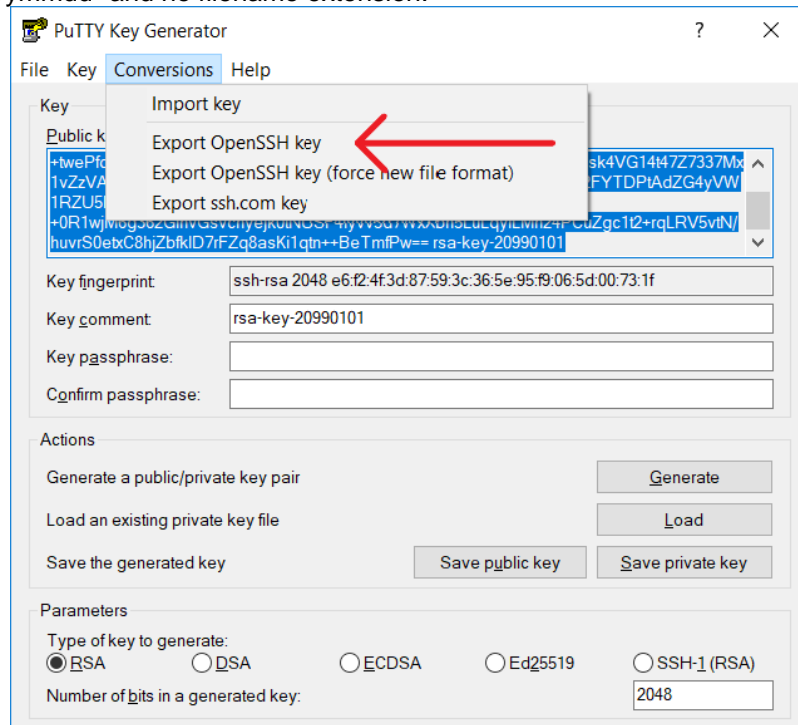 and no filename extension.
PuTTY Key Generator ? ×
File Key Conversions Help
Key
Import key
Public k
Export OpenSSH key
Export OpenSSH key (force new file format)
Export ssh.com key
sk4VG14t47Z7337Mx
1vZzVA
FYTDPtAdZG4yVW
1RZU5
huvrS0etxC8hjZbfklD7rFZq8asKi1qtn++BeTmfPw== rsa-key-20990101
Key fingerprint: ssh-rsa 2048 e6:f2:4f:3d:87:59:3c:36:5e:95:f9:06:5d:00:73:1f
Key comment: rsa-key-20990101
Key passphrase:
Confirm passphrase:
Actions
Generate a public/private key pair Generate
Load an existing private key file Load
Save the generated key Save public key Save private key
Parameters
Type of key to generate:
RSA DSA ECDSA Ed25519 SSH-1 (RSA)
Number of bits in a generated key: 2048